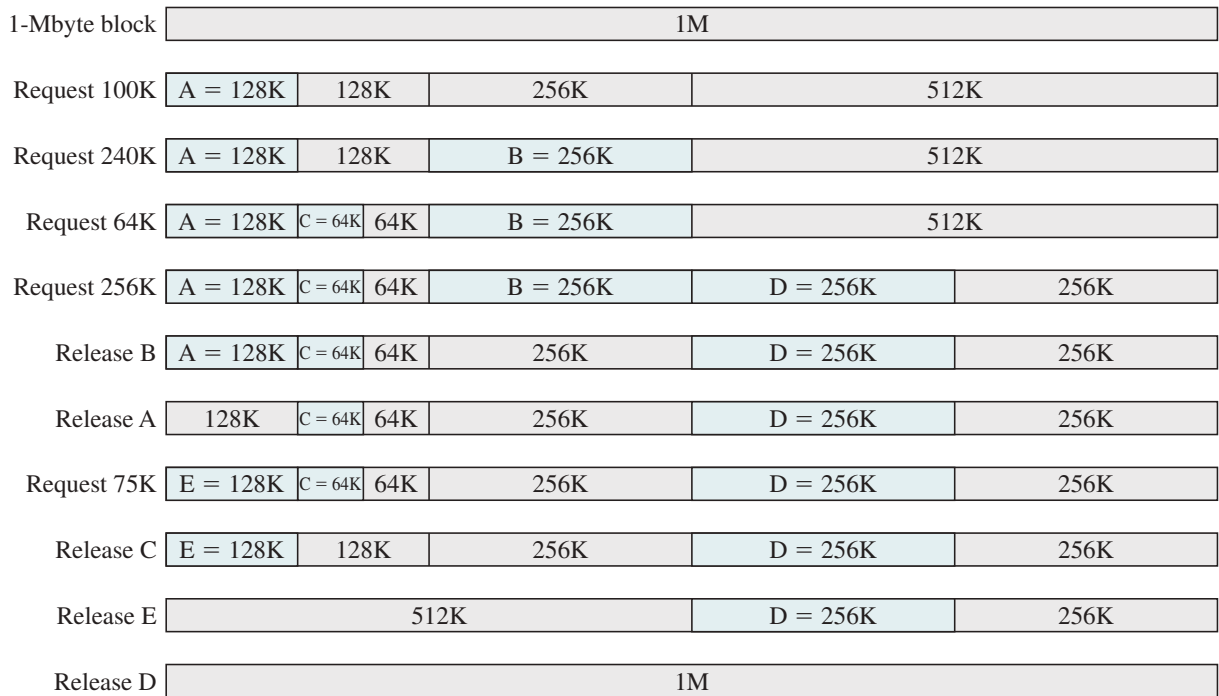 1-Mbyte block 1M
Request 100K A = 128K 128K 256K 512K
Request 240K A = 128K 128K B = 256K 512K
Request 64K A = 128K C = 64K 64K B = 256K 512K
Request 256K A = 128K C = 64K 64K B = 256K D = 256K 256K
Release B A = 128K C = 64K 64K 256K D = 256K 256K
Release A 128K C = 64K 64K 256K D = 256K 256K
Request 75K E = 128K C = 64K 64K 256K D = 256K 256K
Release C E = 128K 128K 256K D = 256K 256K
Release E 512K D = 256K 256K
Release D 1M